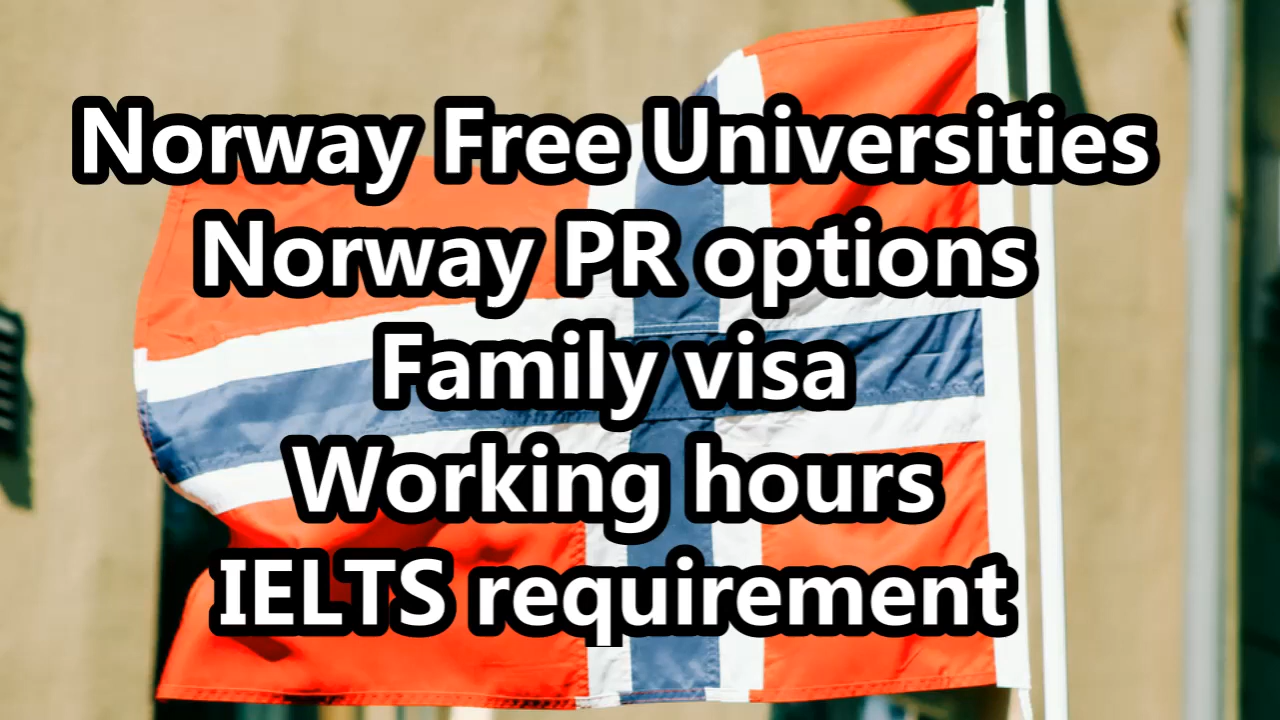 Norway Free Universities
Norway PR options
Family visa
Working hours
IELTS requirement